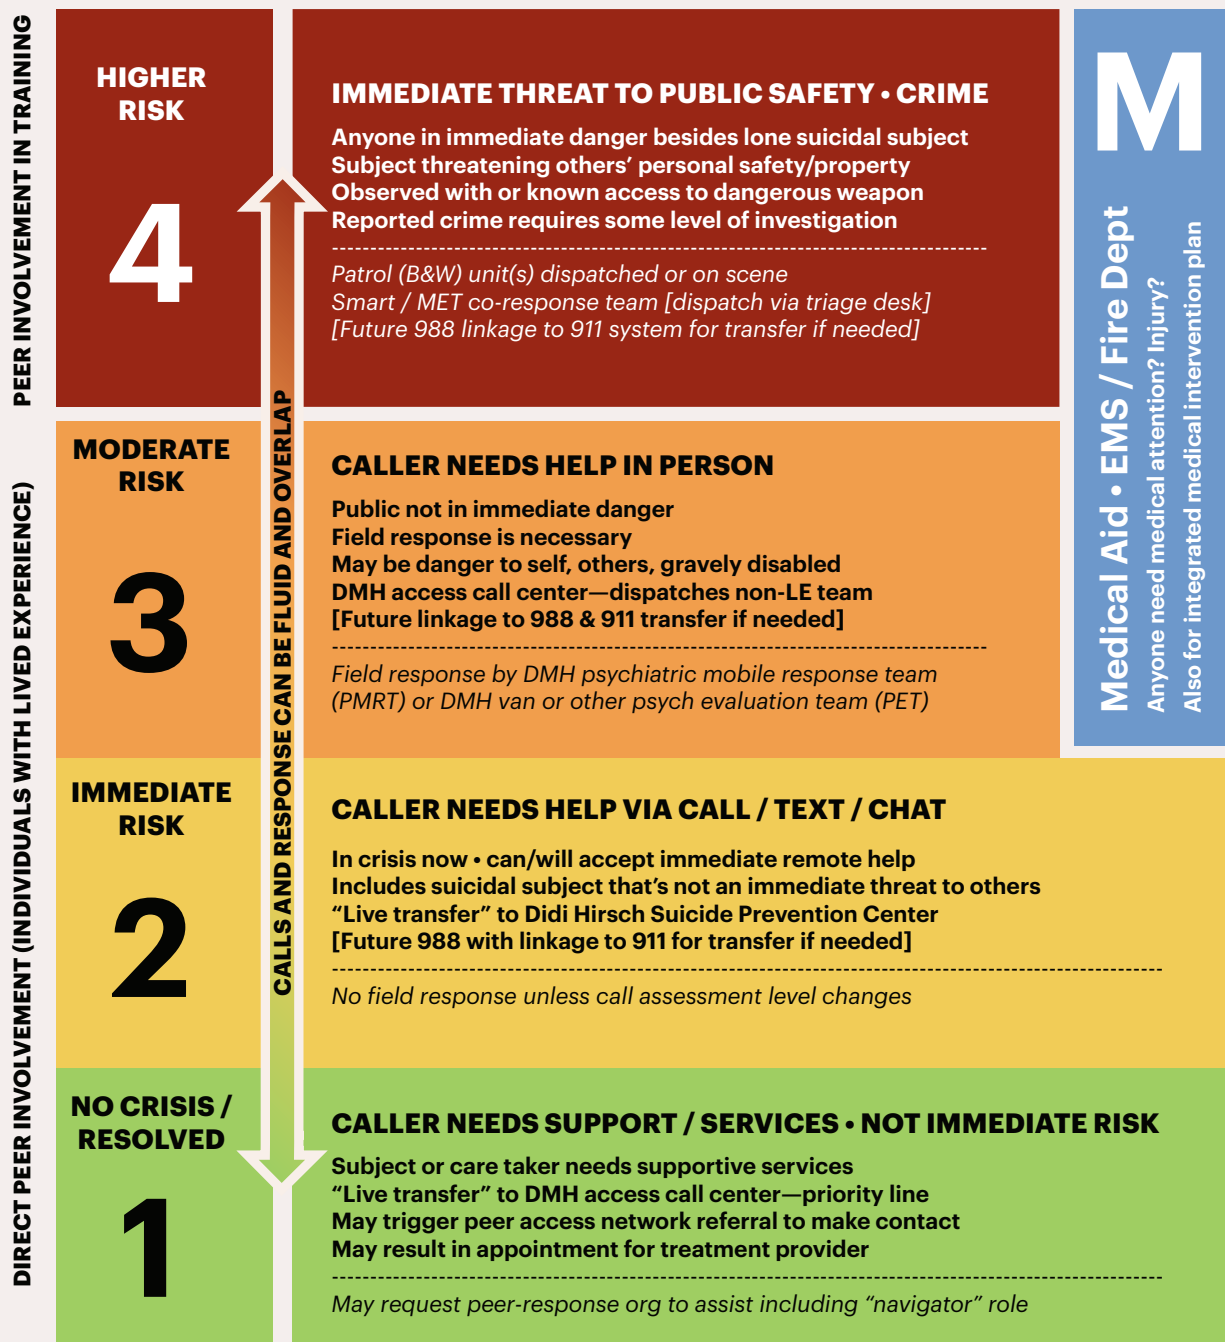 PEER INVOLVEMENT IN TRAINING
DIRECT PEER INVOLVEMENT (INDIVIDUALS WITH LIVED EXPERIENCE)
HIGHER
RISK
4
IMMEDIATE THREAT TO PUBLIC SAFETY • CRIME
Anyone in immediate danger besides lone suicidal subject
Subject threatening others’ personal safety/property
Observed with or known access to dangerous weapon
Reported crime requires some level of investigation
Patrol (B&W) unit(s) dispatched or on scene
Smart / MET co-response team [dispatch via triage desk]
[Future 988 linkage to 911 system for transfer if needed]
M
Medical Aid • EMS / Fire Dept
Anyone need medical attention? Injury?
Also for integrated medical intervention plan
CALLS AND RESPONSE CAN BE FLUID AND OVERLAP
MODERATE
RISK
3
CALLER NEEDS HELP IN PERSON
Public not in immediate danger
Field response is necessary
May be danger to self, others, gravely disabled
DMH access call center—dispatches non-LE team
[Future linkage to 988 & 911 transfer if needed]
Field response by DMH psychiatric mobile response team
(PMRT) or DMH van or other psych evaluation team (PET)
IMMEDIATE
RISK
2
CALLER NEEDS HELP VIA CALL / TEXT / CHAT
In crisis now • can/will accept immediate remote help
Includes suicidal subject that’s not an immediate threat to others
“Live transfer” to Didi Hirsch Suicide Prevention Center
[Future 988 with linkage to 911 for transfer if needed]
No field response unless call assessment level changes
NO CRISIS /
RESOLVED
1
CALLER NEEDS SUPPORT / SERVICES • NOT IMMEDIATE RISK
Subject or care taker needs supportive services
“Live transfer” to DMH access call center—priority line
May trigger peer access network referral to make contact
May result in appointment for treatment provider
May request peer-response org to assist including “navigator” role